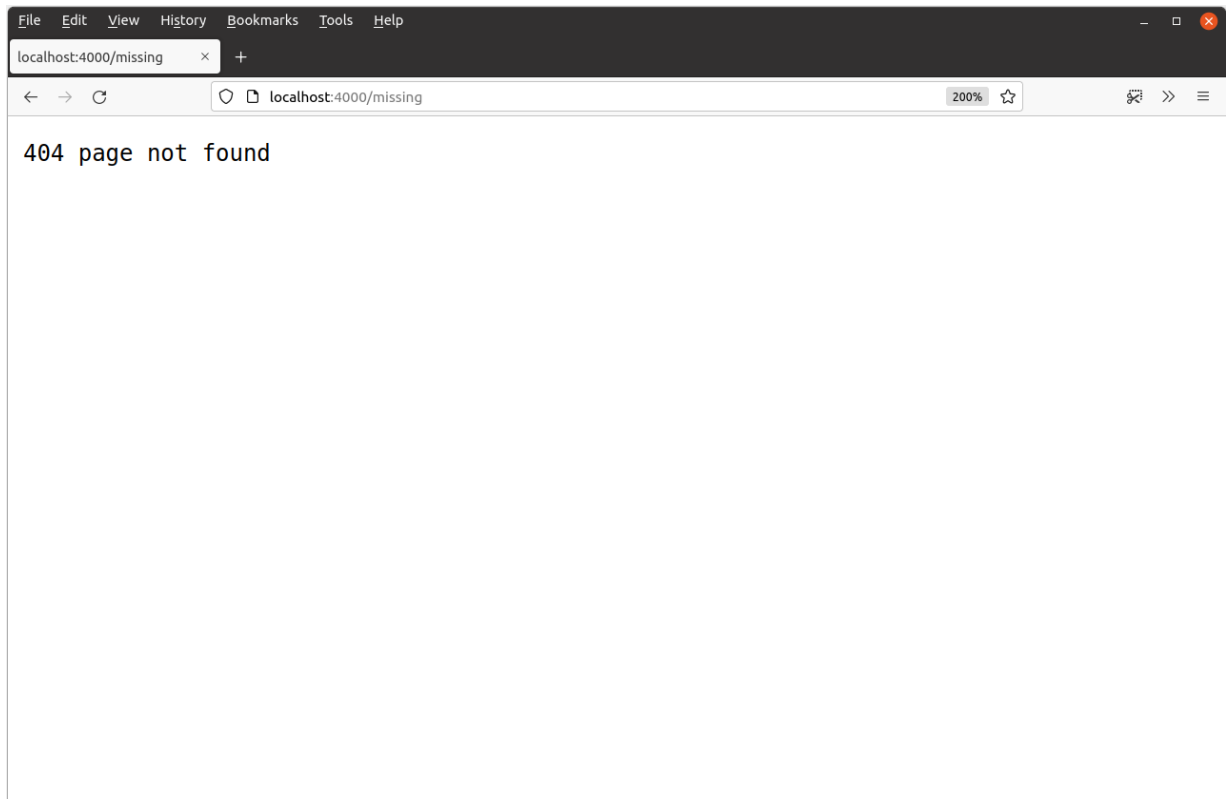 File Edit View History Bookmarks Tools Help
localhost:4000/missing
localhost:4000/missing 200%
404 page not found